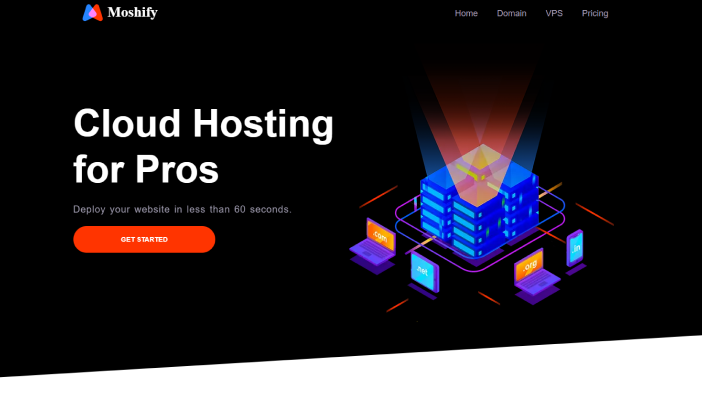 Moshify
Home Domain VPS Pricing
Cloud Hosting
for Pros
Deploy your website in less than 60 seconds.
GET STARTED
.com
.net
.org
.in